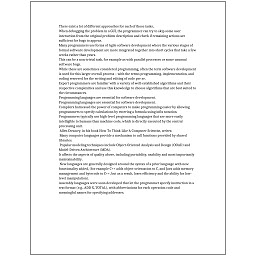 There exist a lot of different approaches for each of those tasks.
When debugging the problem in a GUI, the programmer can try to skip some user
interaction from the original problem description and check if remaining actions are
sufficient for bugs to appear.
Many programmers use forms of Agile software development where the various stages of
formal software development are more integrated together into short cycles that take a few
weeks rather than years.
This can be a non-trivial task, for example as with parallel processes or some unusual
software bugs.
While these are sometimes considered programming, often the term software development
is used for this larger overall process – with the terms programming, implementation, and
coding reserved for the writing and editing of code per se.
Expert programmers are familiar with a variety of well-established algorithms and their
respective complexities and use this knowledge to choose algorithms that are best suited to
the circumstances.
Programming languages are essential for software development.
Programming languages are essential for software development.
Compilers harnessed the power of computers to make programming easier by allowing
programmers to specify calculations by entering a formula using infix notation.
Programmers typically use high-level programming languages that are more easily
intelligible to humans than machine code, which is directly executed by the central
processing unit.
Allen Downey, in his book How To Think Like A Computer Scientist, writes:
Many computer languages provide a mechanism to call functions provided by shared
libraries.
Popular modeling techniques include Object-Oriented Analysis and Design (OOAD) and
Model-Driven Architecture (MDA).
It affects the aspects of quality above, including portability, usability and most importantly
maintainability.
New languages are generally designed around the syntax of a prior language with new
functionality added, (for example C++ adds object-orientation to C, and Java adds memory
management and bytecode to C++, but as a result, loses efficiency and the ability for low-
level manipulation).
Assembly languages were soon developed that let the programmer specify instruction in a
text format (e.g., ADD X, TOTAL), with abbreviations for each operation code and
meaningful names for specifying addresses.